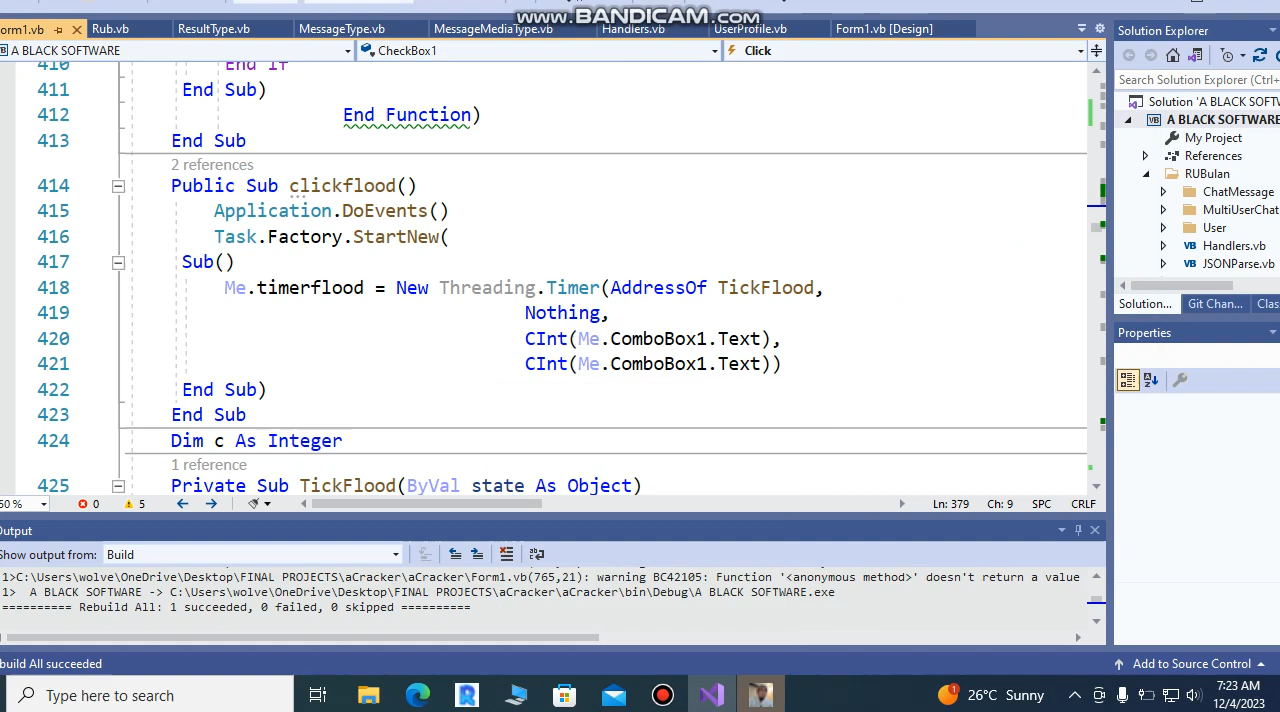 www.BANDICAM.com
orm1.vb
Rub.vb
ResultType.vb
MessageType.vb
MessageMediaType.vb
Handlers.vb
UserProfile.vb
Form1.vb [Design]
Solution Explorer
A BLACK SOFTWARE
CheckBox1
Click
Search Solution Explorer (Ctrl+
410 End If
411 End Sub)
412 End Function)
413 End Sub
2 references
414 Public Sub clickflood()
415 Application.DoEvents()
416 Task.Factory.StartNew(
417 Sub()
418 Me.timerflood = New Threading.Timer(AddressOf TickFlood,
419 Nothing,
420 CInt(Me.ComboBox1.Text),
421 CInt(Me.ComboBox1.Text))
422 End Sub)
423 End Sub
424 Dim c As Integer
1 reference
425 Private Sub TickFlood(ByVal state As Object)
Solution 'A BLACK SOFTW
VB A BLACK SOFTWARE
My Project
References
RUBulan
ChatMessage
MultiUserChat
User
VB Handlers.vb
VB JSONParse.vb
Solution...
Git Chan...
Clas
Properties
50 %
0
5
Ln: 379
Ch: 9
SPC
CRLF
Output
Show output from:
Build
1>C:\Users\wolve\OneDrive\Desktop\FINAL PROJECTS\aCracker\aCracker\Form1.vb(765,21): warning BC42105: Function '<anonymous method>' doesn't return a value
1> A BLACK SOFTWARE -> C:\Users\wolve\OneDrive\Desktop\FINAL PROJECTS\aCracker\aCracker\bin\Debug\A BLACK SOFTWARE.exe
========== Rebuild All: 1 succeeded, 0 failed, 0 skipped ==========
build All succeeded
Add to Source Control
Type here to search
1
26°C Sunny
7:23 AM
12/4/2023